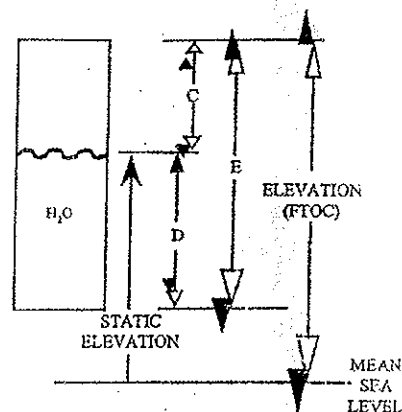 C
E
H₂O
ELEVATION
(FTOC)
D
STATIC
ELEVATION
MEAN
SEA
LEVEL